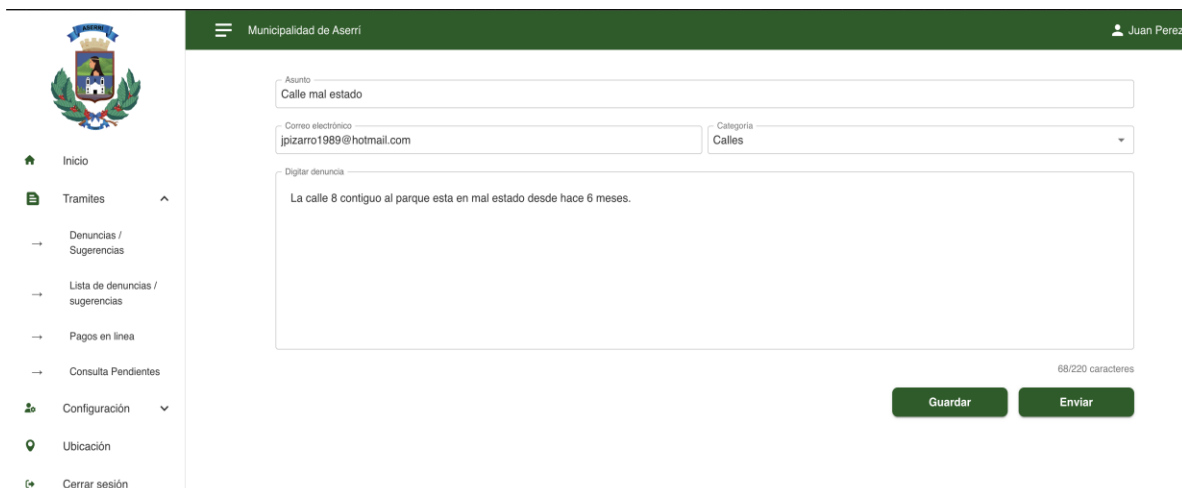 ASERRÍ
Municipalidad de Aserrí
Juan Perez
Inicio
Tramites
Denuncias /
Sugerencias
Lista de denuncias /
sugerencias
Pagos en linea
Consulta Pendientes
Configuración
Ubicación
Cerrar sesión
Asunto
Calle mal estado
Correo electrónico
jpizarro1989@hotmail.com
Categoría
Calles
Digitar denuncia
La calle 8 contiguo al parque esta en mal estado desde hace 6 meses.
68/220 caracteres
Guardar
Enviar